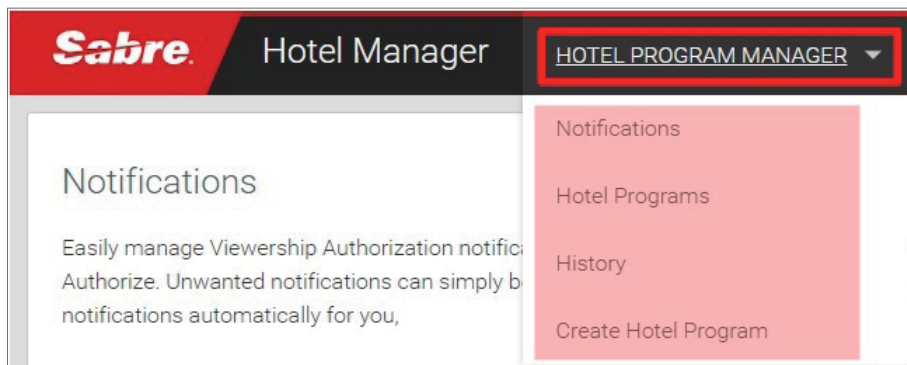 Sabre. Hotel Manager HOTEL PROGRAM MANAGER
Notifications
Easily manage Viewership Authorization notific
Authorize. Unwanted notifications can simply b
notifications automatically for you,
Notifications
Hotel Programs
History
Create Hotel Program